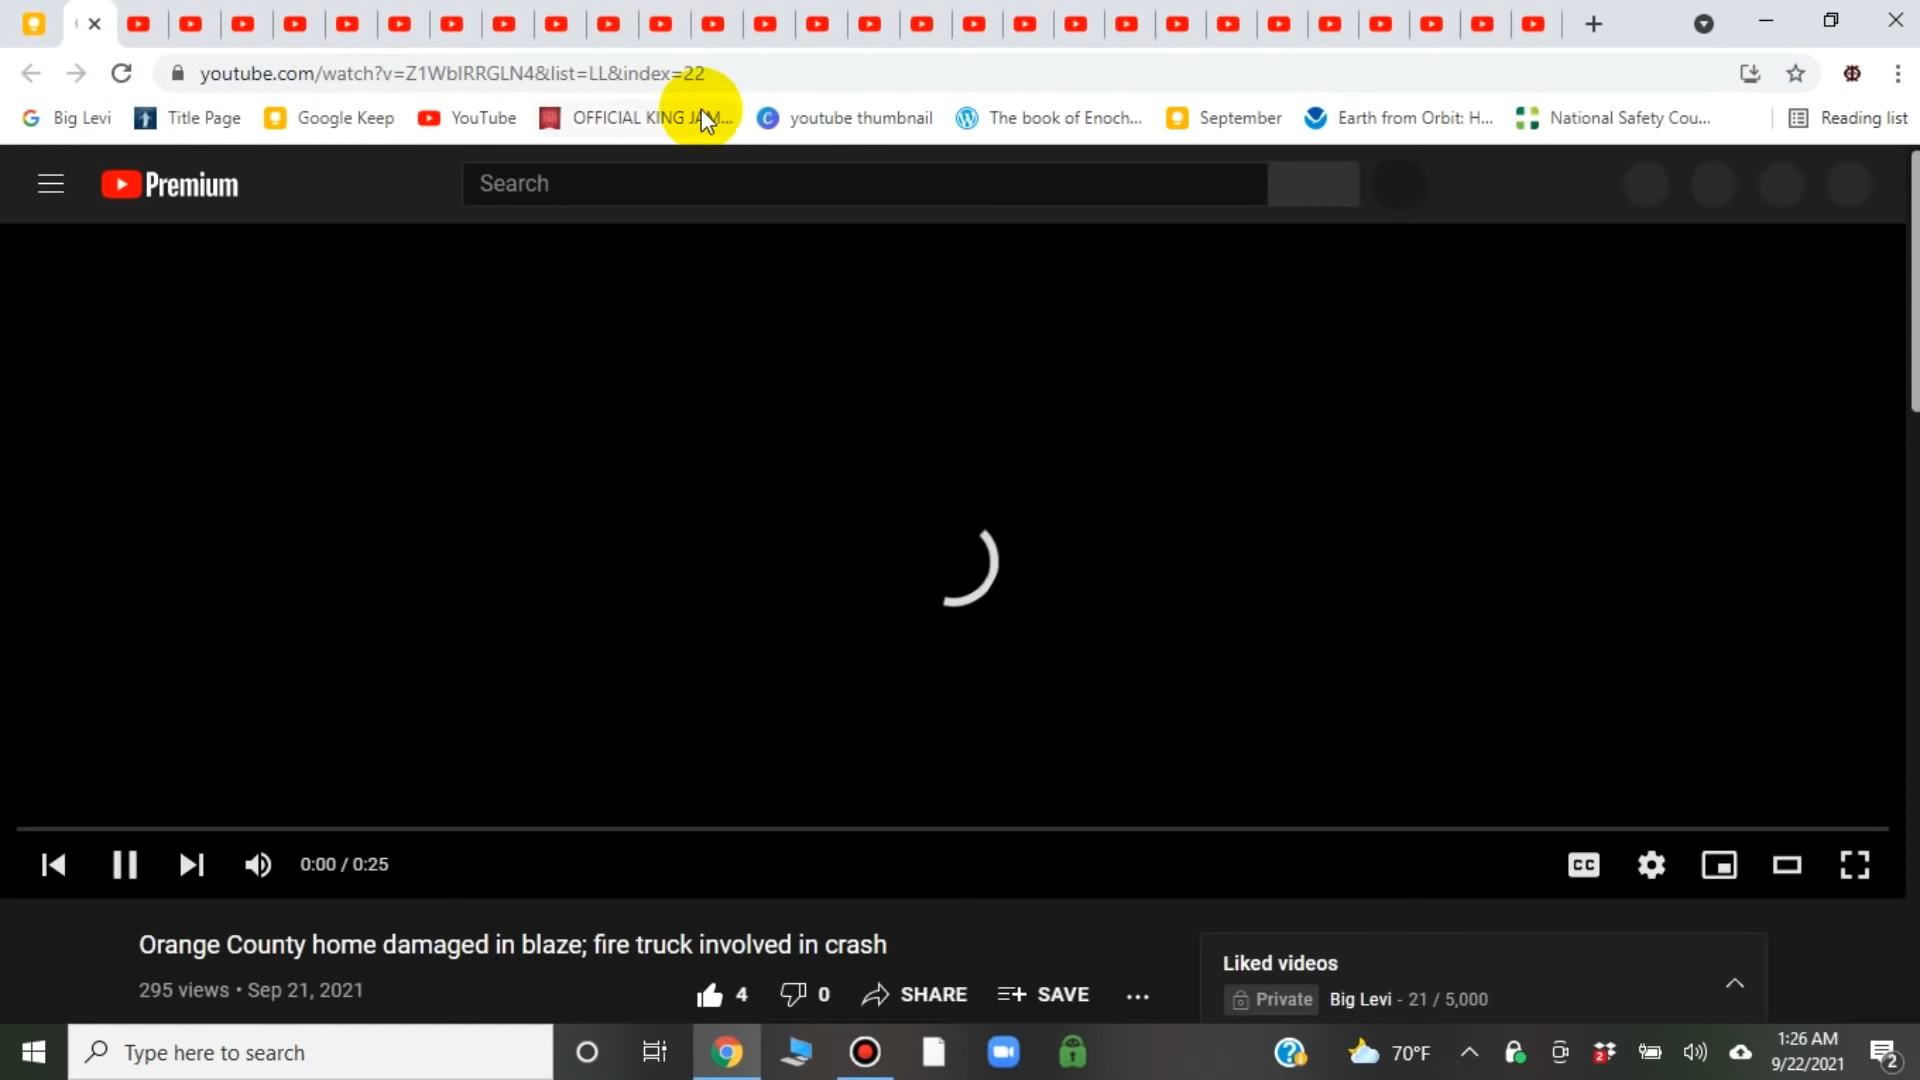 youtube.com/watch?v=Z1WbIRRGLN4&list=LL&index=22
Big Levi Title Page Google Keep YouTube OFFICIAL KING JAM... youtube thumbnail The book of Enoch... September Earth from Orbit: H... National Safety Cou... Reading list
Premium Search
0:00 / 0:25 CC
Orange County home damaged in blaze; fire truck involved in crash
295 views • Sep 21, 2021
4 0 SHARE SAVE
Liked videos
Private Big Levi - 21 / 5,000
Type here to search
70°F
2
1:26 AM
9/22/2021
2